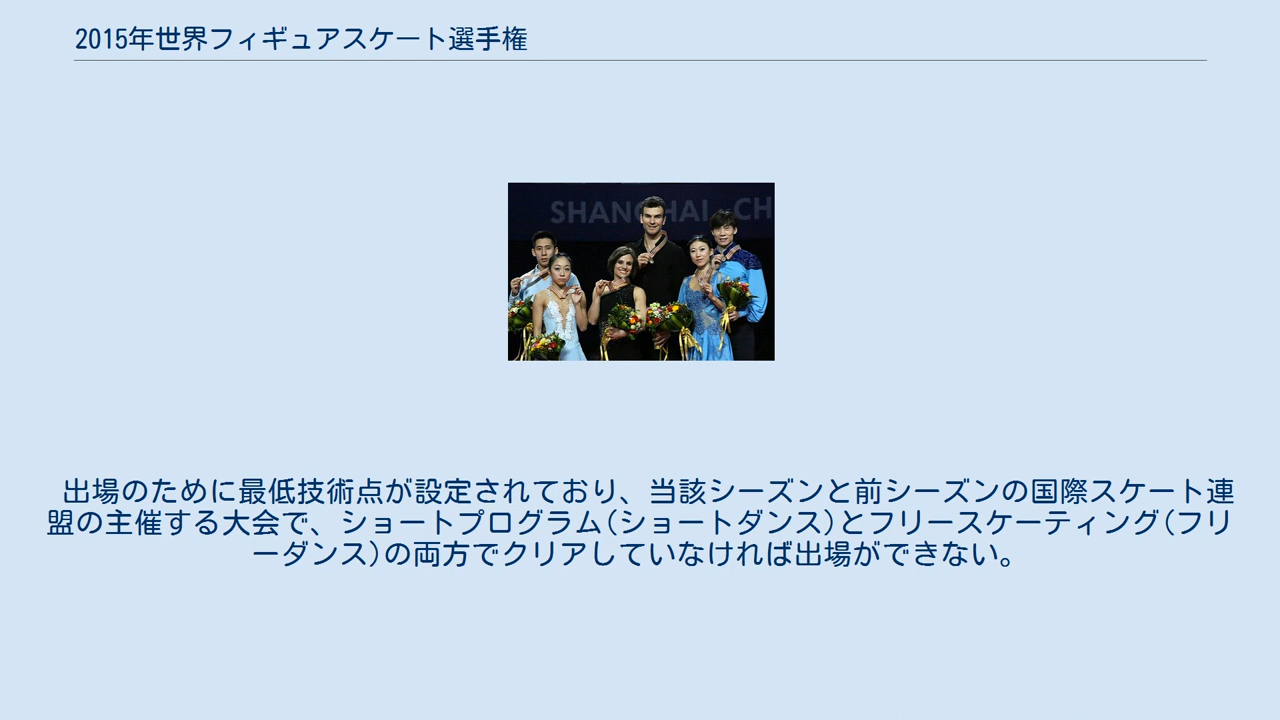 2015年世界フィギュアスケート選手権
SHANGHAI, CH
出場のために最低技術点が設定されており、当該シーズンと前シーズンの国際スケート連
盟の主催する大会で、ショートプログラム(ショートダンス)とフリースケーティング(フリ
ーダンス)の両方でクリアしていなければ出場ができない。